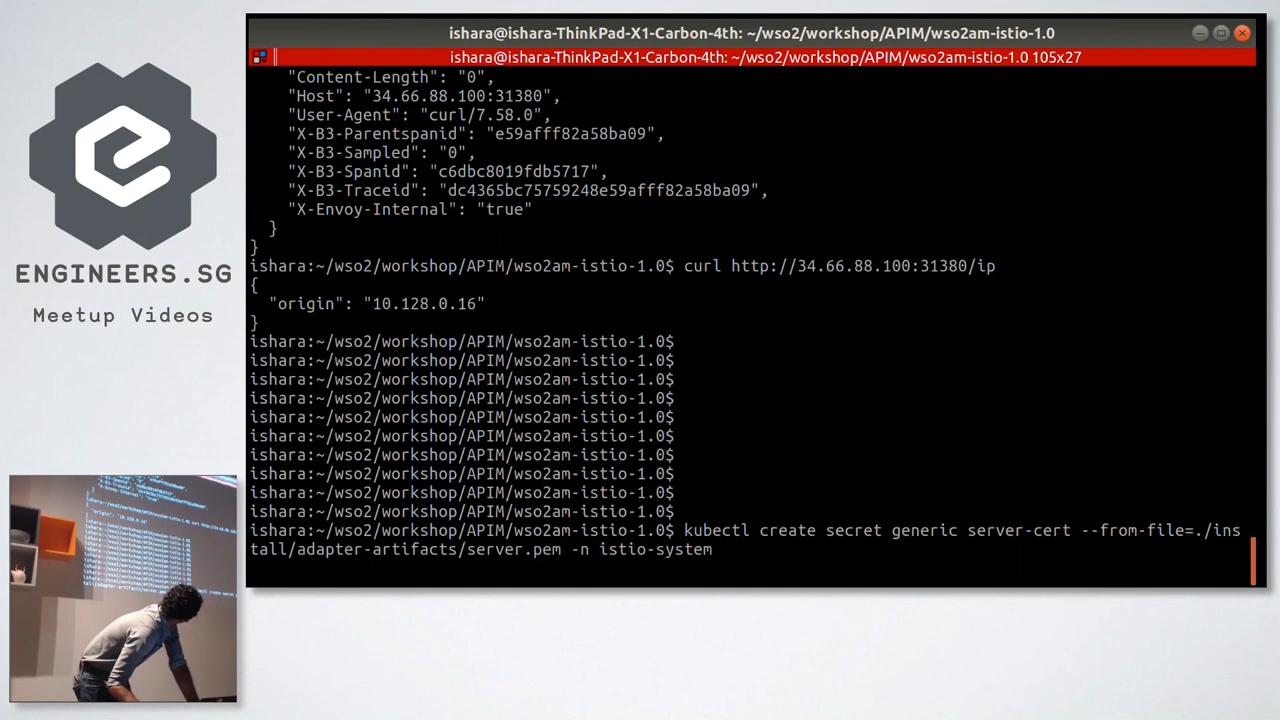 ishara@ishara-ThinkPad-X1-Carbon-4th: ~/wso2/workshop/APIM/wso2am-istio-1.0
ishara@ishara-ThinkPad-X1-Carbon-4th: ~/wso2/workshop/APIM/wso2am-istio-1.0 105x27
"Content-Length": "0",
"Host": "34.66.88.100:31380",
"User-Agent": "curl/7.58.0",
"X-B3-Parentspanid": "e59afff82a58ba09",
"X-B3-Sampled": "0",
"X-B3-Spanid": "c6dbc8019fdb5717",
"X-B3-Traceid": "dc4365bc75759248e59afff82a58ba09",
"X-Envoy-Internal": "true"
}
}
ishara:~/wso2/workshop/APIM/wso2am-istio-1.0$ curl http://34.66.88.100:31380/ip
{
"origin": "10.128.0.16"
}
ishara:~/wso2/workshop/APIM/wso2am-istio-1.0$
ishara:~/wso2/workshop/APIM/wso2am-istio-1.0$
ishara:~/wso2/workshop/APIM/wso2am-istio-1.0$
ishara:~/wso2/workshop/APIM/wso2am-istio-1.0$
ishara:~/wso2/workshop/APIM/wso2am-istio-1.0$
ishara:~/wso2/workshop/APIM/wso2am-istio-1.0$
ishara:~/wso2/workshop/APIM/wso2am-istio-1.0$
ishara:~/wso2/workshop/APIM/wso2am-istio-1.0$
ishara:~/wso2/workshop/APIM/wso2am-istio-1.0$
ishara:~/wso2/workshop/APIM/wso2am-istio-1.0$
ishara:~/wso2/workshop/APIM/wso2am-istio-1.0$ kubectl create secret generic server-cert --from-file=./ins
tall/adapter-artifacts/server.pem -n istio-system
ENGINEERS.SG
Meetup Videos